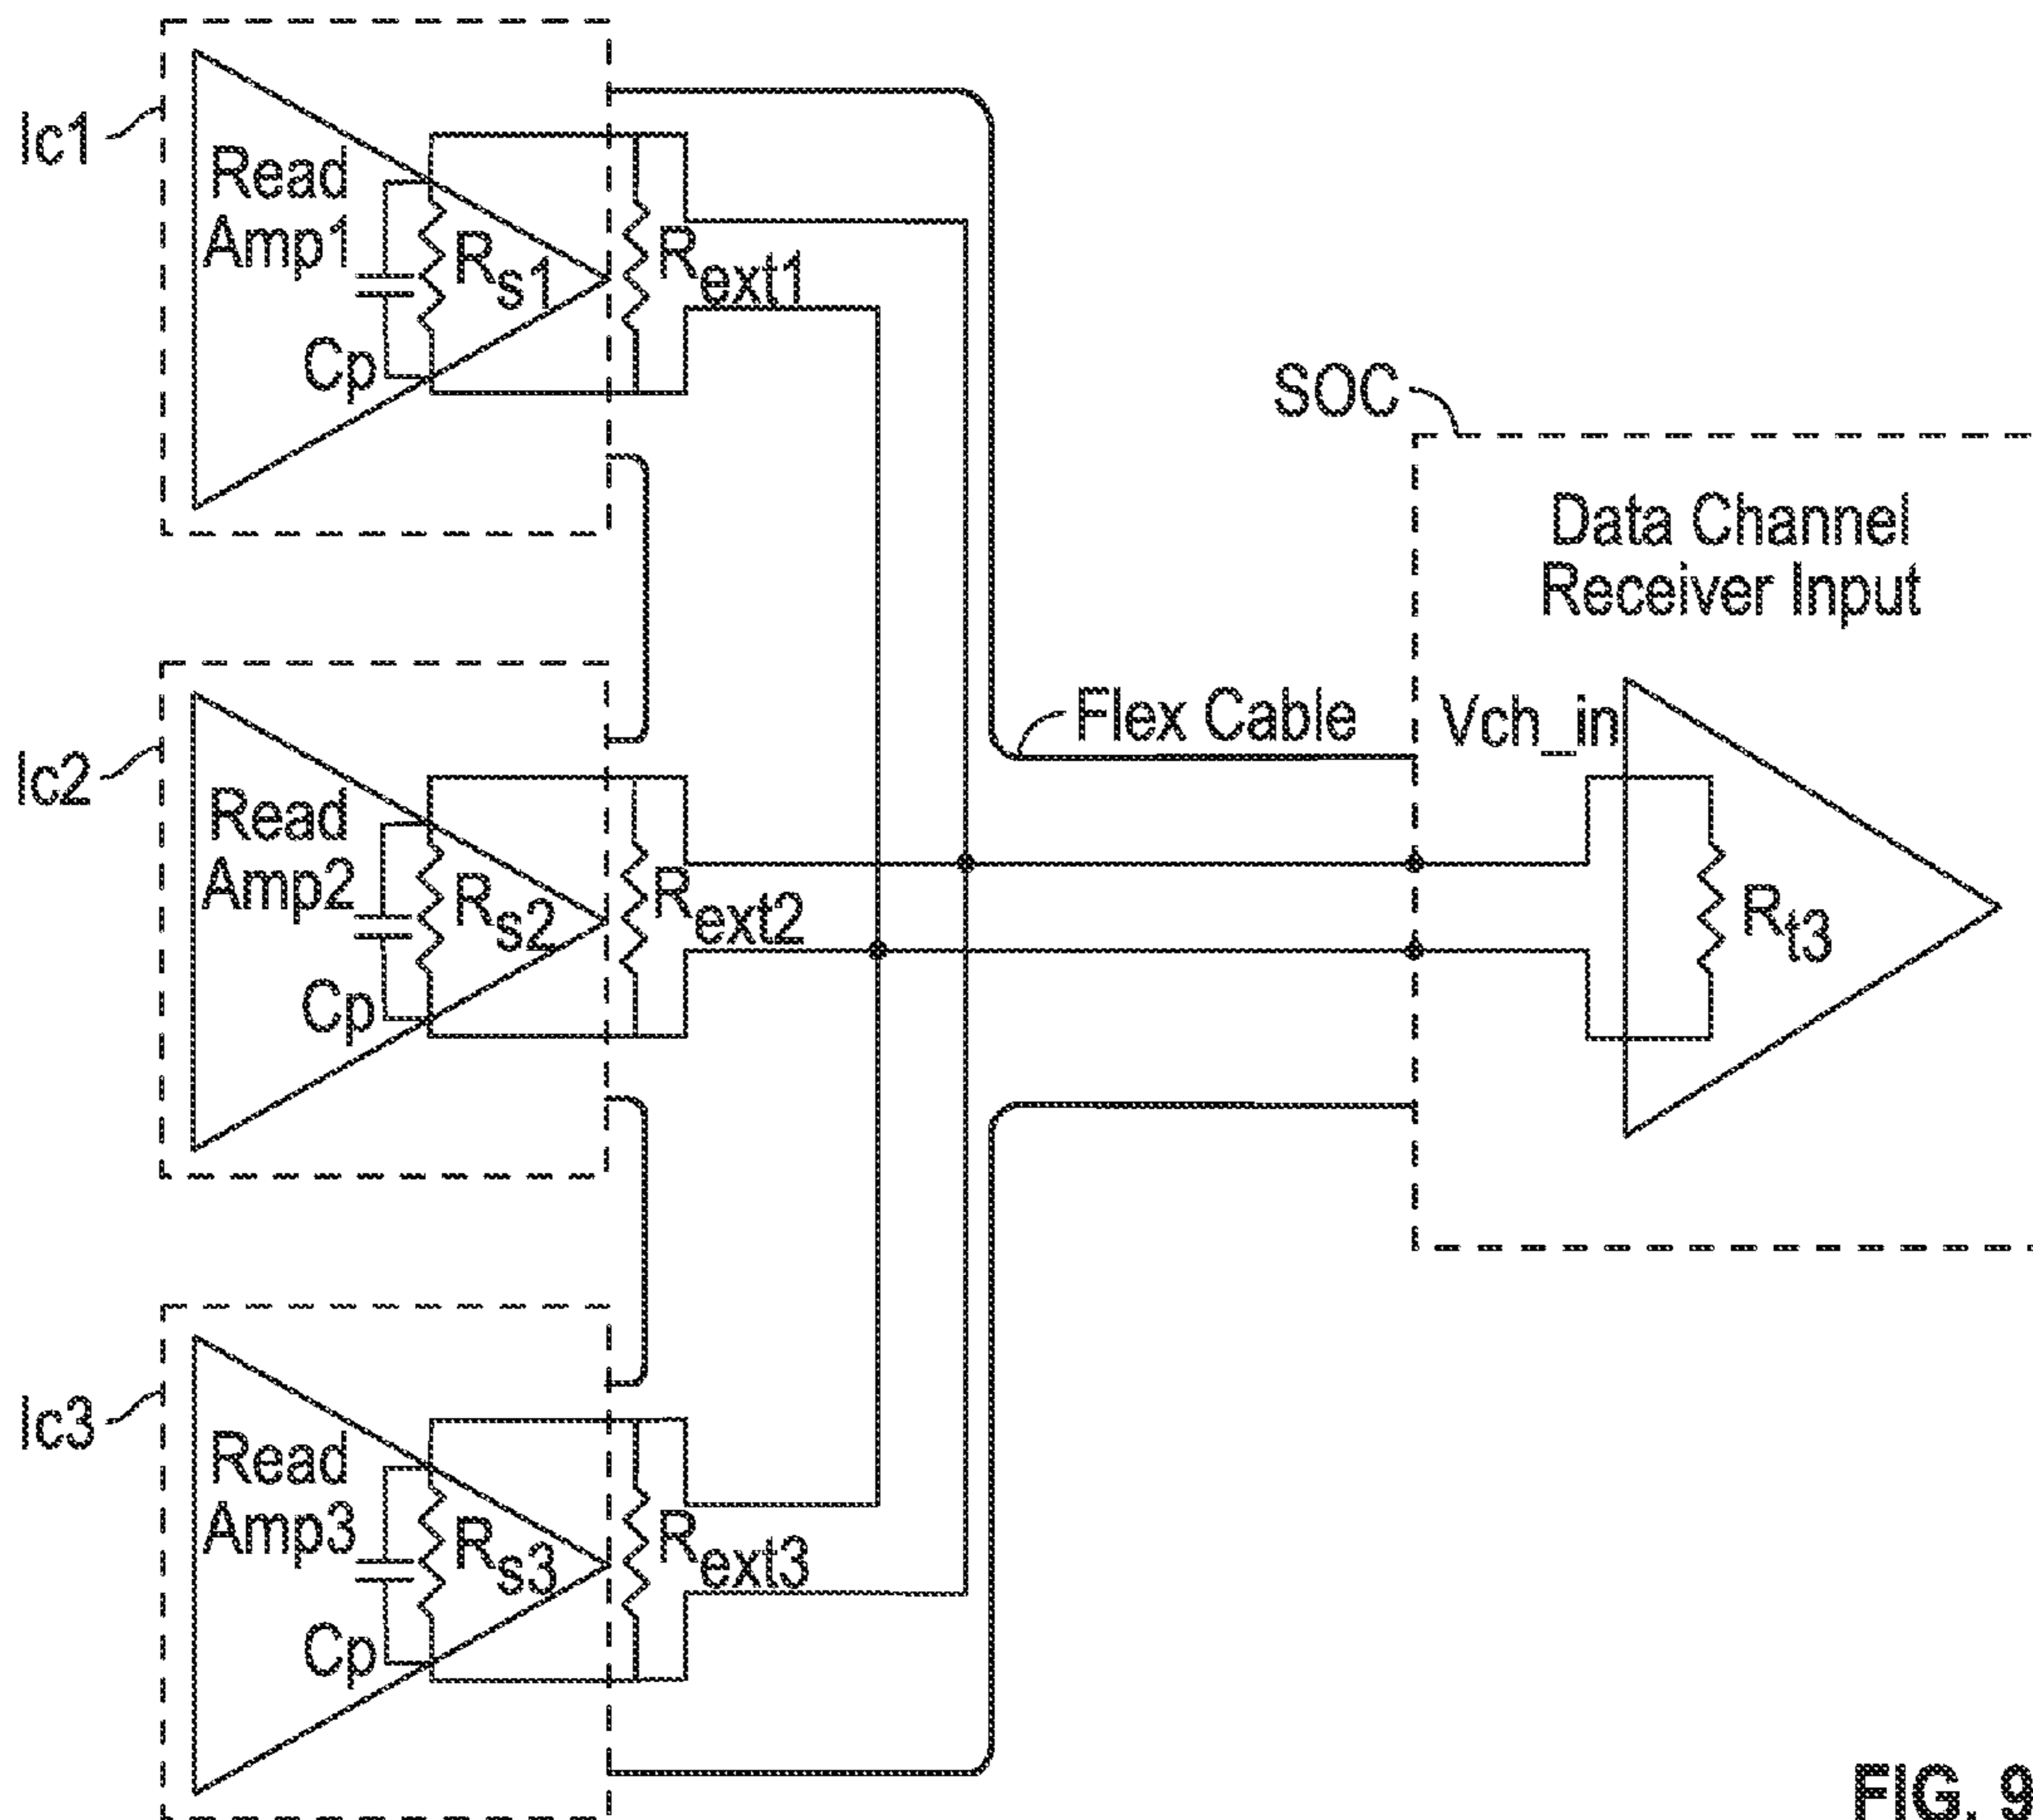 Ic1
Read
Amp1
Rs1
Rext1
Cp
SOC
Data Channel
Receiver Input
Flex Cable
Vch_in
Ic2
Read
Amp2
Rs2
Rext2
Cp
Rt3
Ic3
Read
Amp3
Rs3
Rext3
Cp
FIG. 9